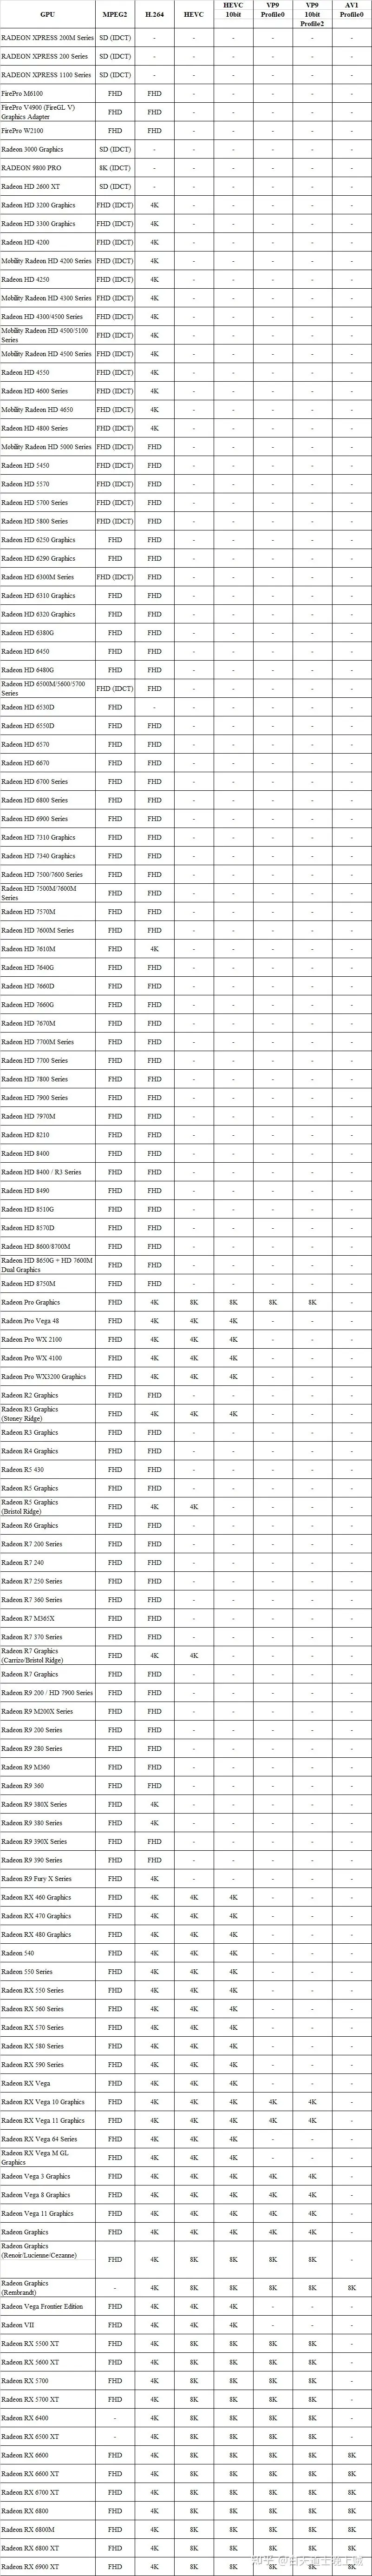 GPU MPEG2 H.264 HEVC HEVC 10bit VP9 Profile0 VP9 10bit Profile2 AV1 Profile0
RADEON XPRESS 200M Series SD (IDCT) - - - - - -
RADEON XPRESS 200 Series SD (IDCT) - - - - - -
RADEON XPRESS 1100 Series SD (IDCT) - - - - - -
FirePro M6100 FHD FHD - - - - -
FirePro V4900 (FireGL V) Graphics Adapter FHD FHD - - - - -
FirePro W2100 FHD FHD - - - - -
Radeon 3000 Graphics SD (IDCT) - - - - - -
RADEON 9800 PRO 8K (IDCT) - - - - - -
Radeon HD 2600 XT SD (IDCT) - - - - - -
Radeon HD 3200 Graphics FHD (IDCT) 4K - - - - -
Radeon HD 3300 Graphics FHD (IDCT) 4K - - - - -
Radeon HD 4200 FHD (IDCT) 4K - - - - -
Mobility Radeon HD 4200 Series FHD (IDCT) 4K - - - - -
Radeon HD 4250 FHD (IDCT) 4K - - - - -
Mobility Radeon HD 4300 Series FHD (IDCT) 4K - - - - -
Radeon HD 4300/4500 Series FHD (IDCT) 4K - - - - -
Mobility Radeon HD 4500/5100 Series FHD (IDCT) 4K - - - - -
Mobility Radeon HD 4500 Series FHD (IDCT) 4K - - - - -
Radeon HD 4550 FHD (IDCT) 4K - - - - -
Radeon HD 4600 Series FHD (IDCT) 4K - - - - -
Mobility Radeon HD 4650 FHD (IDCT) 4K - - - - -
Radeon HD 4800 Series FHD (IDCT) 4K - - - - -
Mobility Radeon HD 5000 Series FHD (IDCT) FHD - - - - -
Radeon HD 5450 FHD (IDCT) FHD - - - - -
Radeon HD 5570 FHD (IDCT) FHD - - - - -
Radeon HD 5700 Series FHD (IDCT) FHD - - - - -
Radeon HD 5800 Series FHD (IDCT) FHD - - - - -
Radeon HD 6250 Graphics FHD FHD - - - - -
Radeon HD 6290 Graphics FHD FHD - - - - -
Radeon HD 6300M Series FHD (IDCT) FHD - - - - -
Radeon HD 6310 Graphics FHD FHD - - - - -
Radeon HD 6320 Graphics FHD FHD - - - - -
Radeon HD 6380G FHD FHD - - - - -
Radeon HD 6450 FHD FHD - - - - -
Radeon HD 6480G FHD FHD - - - - -
Radeon HD 6500M/5600/5700 Series FHD (IDCT) FHD - - - - -
Radeon HD 6530D FHD - - - - - -
Radeon HD 6550D FHD FHD - - - - -
Radeon HD 6570 FHD FHD - - - - -
Radeon HD 6670 FHD FHD - - - - -
Radeon HD 6700 Series FHD FHD - - - - -
Radeon HD 6800 Series FHD FHD - - - - -
Radeon HD 6900 Series FHD FHD - - - - -
Radeon HD 7310 Graphics FHD FHD - - - - -
Radeon HD 7340 Graphics FHD FHD - - - - -
Radeon HD 7500/7600 Series FHD FHD - - - - -
Radeon HD 7500M/7600M Series FHD FHD - - - - -
Radeon HD 7570M FHD FHD - - - - -
Radeon HD 7600M Series FHD FHD - - - - -
Radeon HD 7610M FHD 4K - - - - -
Radeon HD 7640G FHD FHD - - - - -
Radeon HD 7660D FHD FHD - - - - -
Radeon HD 7660G FHD FHD - - - - -
Radeon HD 7670M FHD FHD - - - - -
Radeon HD 7700M Series FHD FHD - - - - -
Radeon HD 7700 Series FHD FHD - - - - -
Radeon HD 7800 Series FHD FHD - - - - -
Radeon HD 7900 Series FHD FHD - - - - -
Radeon HD 7970M FHD FHD - - - - -
Radeon HD 8210 FHD FHD - - - - -
Radeon HD 8400 FHD FHD - - - - -
Radeon HD 8400 / R3 Series FHD FHD - - - - -
Radeon HD 8490 FHD FHD - - - - -
Radeon HD 8510G FHD FHD - - - - -
Radeon HD 8570D FHD FHD - - - - -
Radeon HD 8600/8700M FHD FHD - - - - -
Radeon HD 8650G + HD 7600M Dual Graphics FHD FHD - - - - -
Radeon HD 8750M FHD FHD - - - - -
Radeon Pro Graphics FHD 4K 8K 8K 8K 8K -
Radeon Pro Vega 48 FHD 4K 4K 4K - - -
Radeon Pro WX 2100 FHD 4K 4K 4K - - -
Radeon Pro WX 4100 FHD 4K 4K 4K - - -
Radeon Pro WX3200 Graphics FHD 4K 4K 4K - - -
Radeon R2 Graphics FHD FHD - - - - -
Radeon R3 Graphics (Stoney Ridge) FHD 4K 4K 4K - - -
Radeon R3 Graphics FHD FHD - - - - -
Radeon R4 Graphics FHD FHD - - - - -
Radeon R5 430 FHD FHD - - - - -
Radeon R5 Graphics FHD FHD - - - - -
Radeon R5 Graphics (Bristol Ridge) FHD 4K 4K - - - -
Radeon R6 Graphics FHD FHD - - - - -
Radeon R7 200 Series FHD FHD - - - - -
Radeon R7 240 FHD FHD - - - - -
Radeon R7 250 Series FHD FHD - - - - -
Radeon R7 360 Series FHD FHD - - - - -
Radeon R7 M365X FHD FHD - - - - -
Radeon R7 370 Series FHD FHD - - - - -
Radeon R7 Graphics (Carrizo/Bristol Ridge) FHD 4K 4K - - - -
Radeon R7 Graphics FHD FHD - - - - -
Radeon R9 200 / HD 7900 Series FHD FHD - - - - -
Radeon R9 M200X Series FHD FHD - - - - -
Radeon R9 200 Series FHD FHD - - - - -
Radeon R9 280 Series FHD FHD - - - - -
Radeon R9 M360 FHD FHD - - - - -
Radeon R9 360 FHD FHD - - - - -
Radeon R9 380X Series FHD 4K - - - - -
Radeon R9 380 Series FHD 4K - - - - -
Radeon R9 390X Series FHD FHD - - - - -
Radeon R9 390 Series FHD FHD - - - - -
Radeon R9 Fury X Series FHD 4K - - - - -
Radeon RX 460 Graphics FHD 4K 4K 4K - - -
Radeon RX 470 Graphics FHD 4K 4K 4K - - -
Radeon RX 480 Graphics FHD 4K 4K 4K - - -
Radeon 540 FHD 4K 4K 4K - - -
Radeon 550 Series FHD 4K 4K 4K - - -
Radeon RX 550 Series FHD 4K 4K 4K - - -
Radeon RX 560 Series FHD 4K 4K 4K - - -
Radeon RX 570 Series FHD 4K 4K 4K - - -
Radeon RX 580 Series FHD 4K 4K 4K - - -
Radeon RX 590 Series FHD 4K 4K 4K - - -
Radeon RX Vega FHD 4K 4K 4K - - -
Radeon RX Vega 10 Graphics FHD 4K 4K 4K 4K 4K -
Radeon RX Vega 11 Graphics FHD 4K 4K 4K 4K 4K -
Radeon RX Vega 64 Series FHD 4K 4K 4K - - -
Radeon RX Vega M GL Graphics FHD 4K 4K 4K - - -
Radeon Vega 3 Graphics FHD 4K 4K 4K 4K 4K -
Radeon Vega 8 Graphics FHD 4K 4K 4K 4K 4K -
Radeon Vega 11 Graphics FHD 4K 4K 4K 4K 4K -
Radeon Graphics FHD 4K 4K 4K 4K 4K -
Radeon Graphics (Renoir/Lucienne/Cezanne) FHD 4K 8K 8K 8K 8K -
Radeon Graphics (Rembrandt) - 4K 8K 8K 8K 8K 8K
Radeon Vega Frontier Edition FHD 4K 4K 4K - - -
Radeon VII FHD 4K 4K 4K - - -
Radeon RX 5500 XT FHD 4K 8K 8K 8K 8K -
Radeon RX 5600 XT FHD 4K 8K 8K 8K 8K -
Radeon RX 5700 FHD 4K 8K 8K 8K 8K -
Radeon RX 5700 XT FHD 4K 8K 8K 8K 8K -
Radeon RX 6400 - 4K 8K 8K 8K 8K -
Radeon RX 6500 XT - 4K 8K 8K 8K 8K -
Radeon RX 6600 FHD 4K 8K 8K 8K 8K 8K
Radeon RX 6600 XT FHD 4K 8K 8K 8K 8K 8K
Radeon RX 6700 XT FHD 4K 8K 8K 8K 8K 8K
Radeon RX 6800 FHD 4K 8K 8K 8K 8K 8K
Radeon RX 6800M FHD 4K 8K 8K 8K 8K 8K
Radeon RX 6800 XT FHD 4K 8K 8K 8K 8K 8K
Radeon RX 6900 XT FHD 4K 8K 8K 8K 8K 8K
知乎